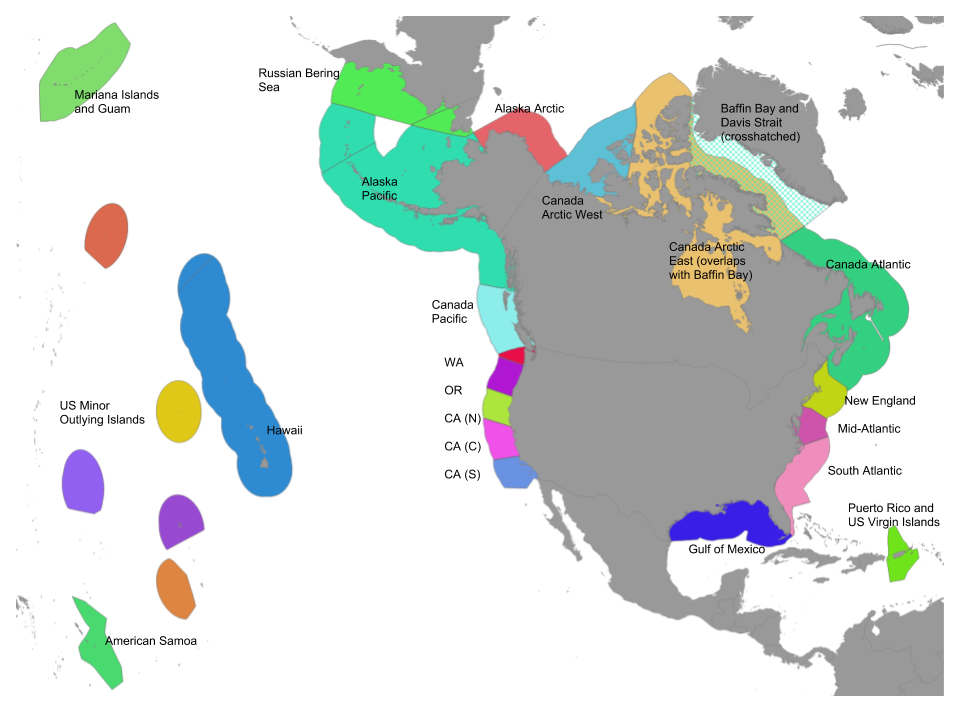 Russian Bering
Sea
Mariana Islands
and Guam
Alaska Arctic
Baffin Bay and
Davis Strait
(crosshatched)
Alaska
Pacific
Canada
Arctic West
Canada Arctic
East (overlaps
with Baffin Bay)
Canada Atlantic
Canada
Pacific
WA
OR
US Minor
Outlying Islands
CA (N)
New England
Hawaii
Mid-Atlantic
CA (C)
CA (S)
South Atlantic
Puerto Rico and
US Virgin Islands
Gulf of Mexico
American Samoa